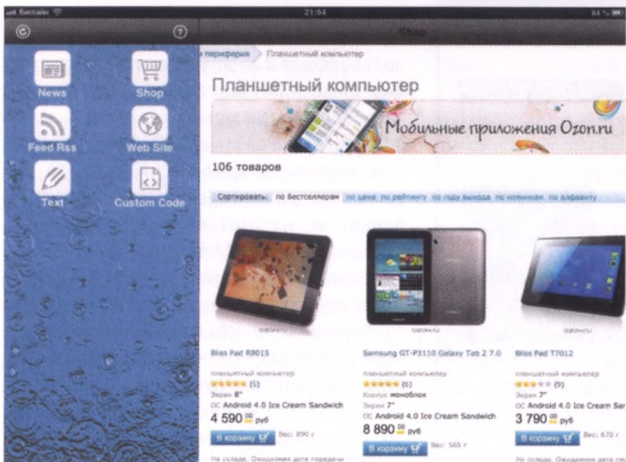 21:54
84 %
?
Shop
News
Shop
Feed Rss
Web Site
Text
Custom Code
и периферия
Планшетный компьютер
Планшетный компьютер
Мобильные приложения Ozon.ru
106 товаров
Сортировать: по бестселлерам по цене по рейтингу по году выхода по новинкам по алфавиту
Bliss Pad R9015
планшетный компьютер
(5)
Экран 8"
ОС Android 4.0 Ice Cream Sandwich
4 590 00 руб
В корзину
Вес: 890 г
На складе. Ожидаемая дата передачи
Samsung GT-P3110 Galaxy Tab 2 7.0
планшетный компьютер
(6)
Корпус моноблок
Экран 7"
ОС Android 4.0 Ice Cream Sandwich
8 890 00 руб
В корзину
Вес: 565 г
Bliss Pad T7012
планшетный компьютер
(9)
Экран 7"
ОС Android 4.0 Ice Cream Sandw
3 790 00 руб
В корзину
Вес: 670 г
На складе. Ожидаемая дата пер